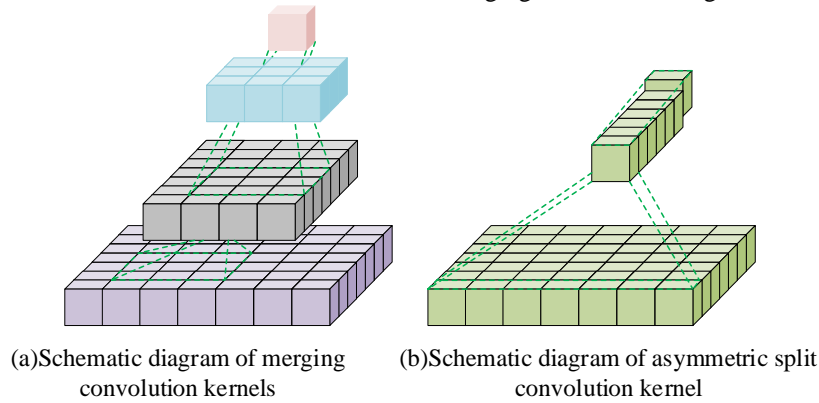 (a)Schematic diagram of merging
convolution kernels
(b)Schematic diagram of asymmetric split
convolution kernel